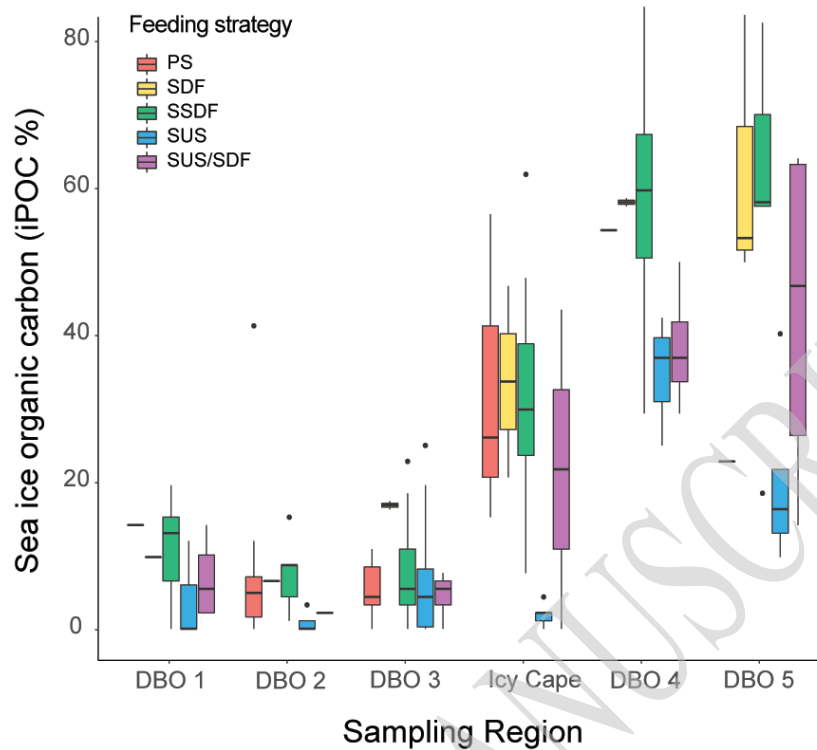 Feeding strategy
PS
SDF
SSDF
SUS
SUS/SDF
80
60
40
20
0
Sea ice organic carbon (iPOC %)
DBO 1 DBO 2 DBO 3 Icy Cape DBO 4 DBO 5
Sampling Region
ANUSCR